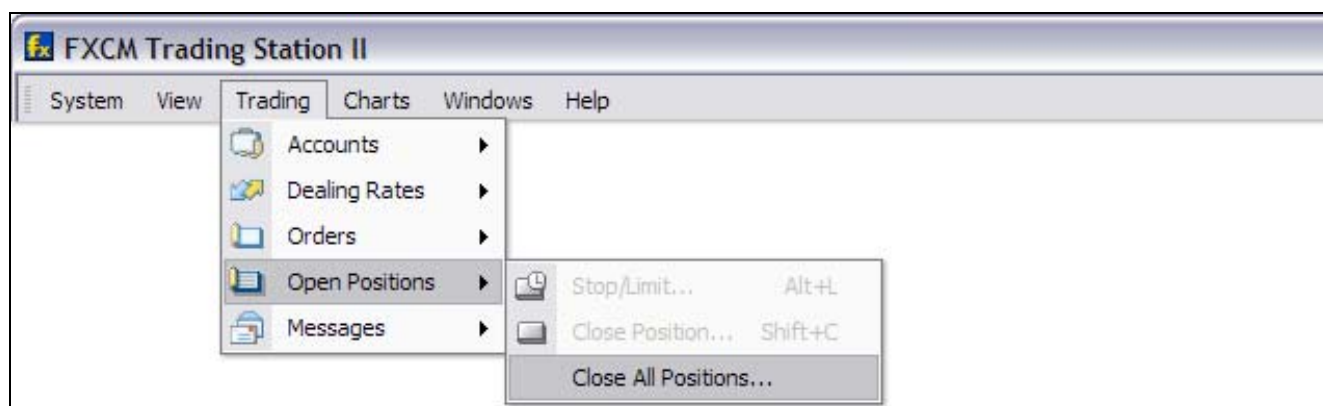 fx FXCM Trading Station II
System View Trading Charts Windows Help
Accounts
Dealing Rates
Orders
Open Positions
Messages
Stop/Limit... Alt+L
Close Position... Shift+C
Close All Positions...